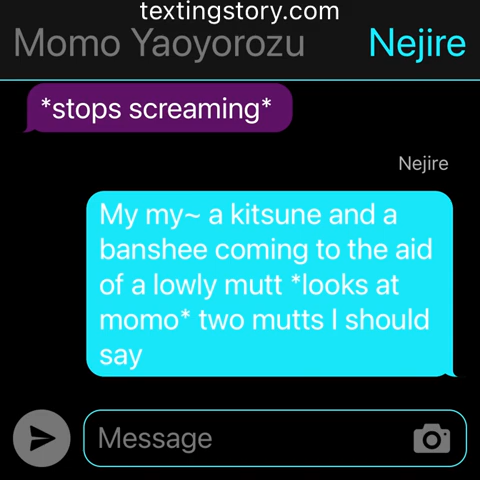 textingstory.com
Momo Yaoyorozu
Nejire
*stops screaming*
Nejire
My my~ a kitsune and a
banshee coming to the aid
of a lowly mutt *looks at
momo* two mutts I should
say
Message